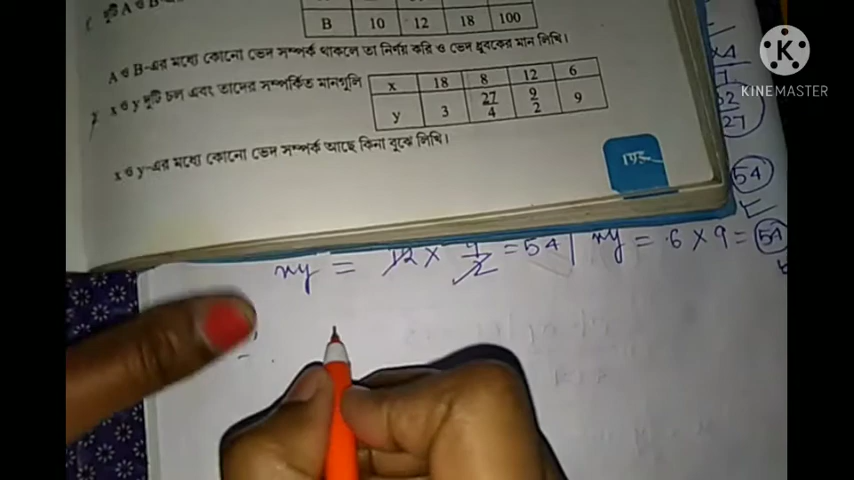 দুটি A ও B-
B 10 12 18 100
A ও B-এর মধ্যে কোনো ভেদ সম্পর্ক থাকলে তা নির্ণয় করি ও ভেদ ধ্রুবকের মান লিখি।
x ও y দুটি চল এবং তাদের সম্পর্কিত মানগুলি
x 18 8 12 6
y 3 27/4 9/2 9
x ও y-এর মধ্যে কোনো ভেদ সম্পর্ক আছে কিনা বুঝে লিখি।
KINEMASTER
27
54
xy = 12 × 9/2 = 54 | xy = 6 × 9 = 54